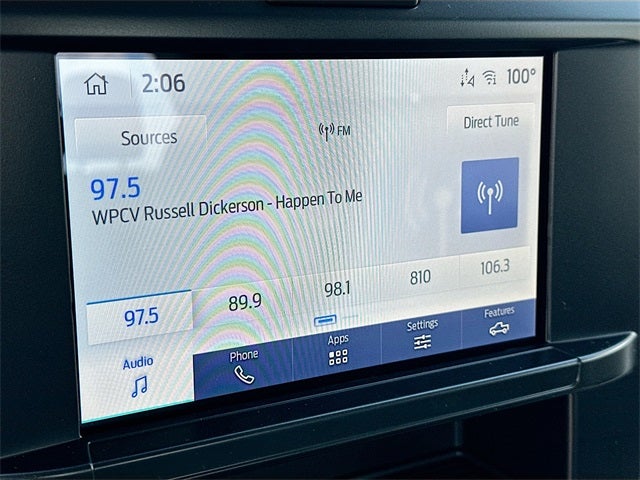 2:06 100°
Sources FM Direct Tune
97.5
WPCV Russell Dickerson - Happen To Me
97.5 89.9 98.1 810 106.3
Audio Phone Apps Settings Features